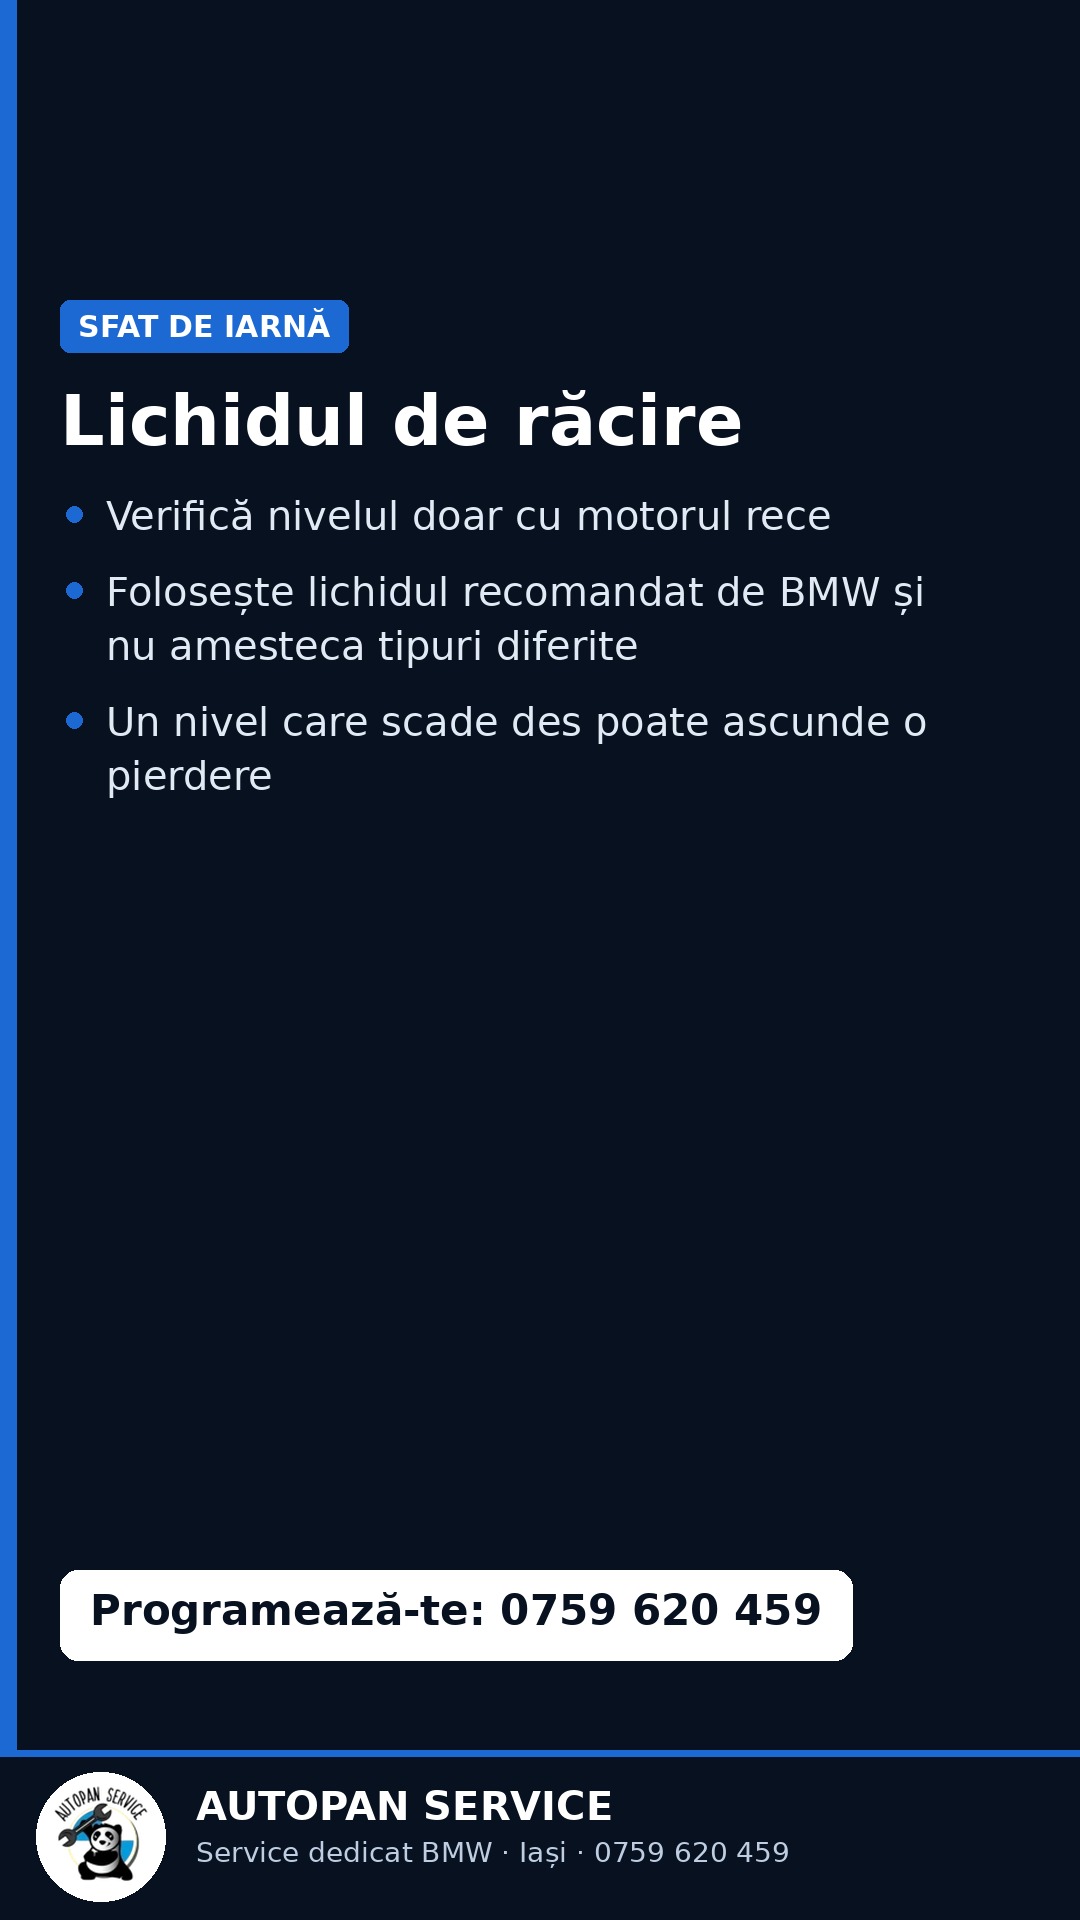 SFAT DE IARNĂ
Lichidul de răcire
Verifică nivelul doar cu motorul rece
Folosește lichidul recomandat de BMW și
nu amesteca tipuri diferite
Un nivel care scade des poate ascunde o
pierdere
Programează-te: 0759 620 459
AUTOPAN SERVICE
AUTOPAN SERVICE
Service dedicat BMW · Iași · 0759 620 459